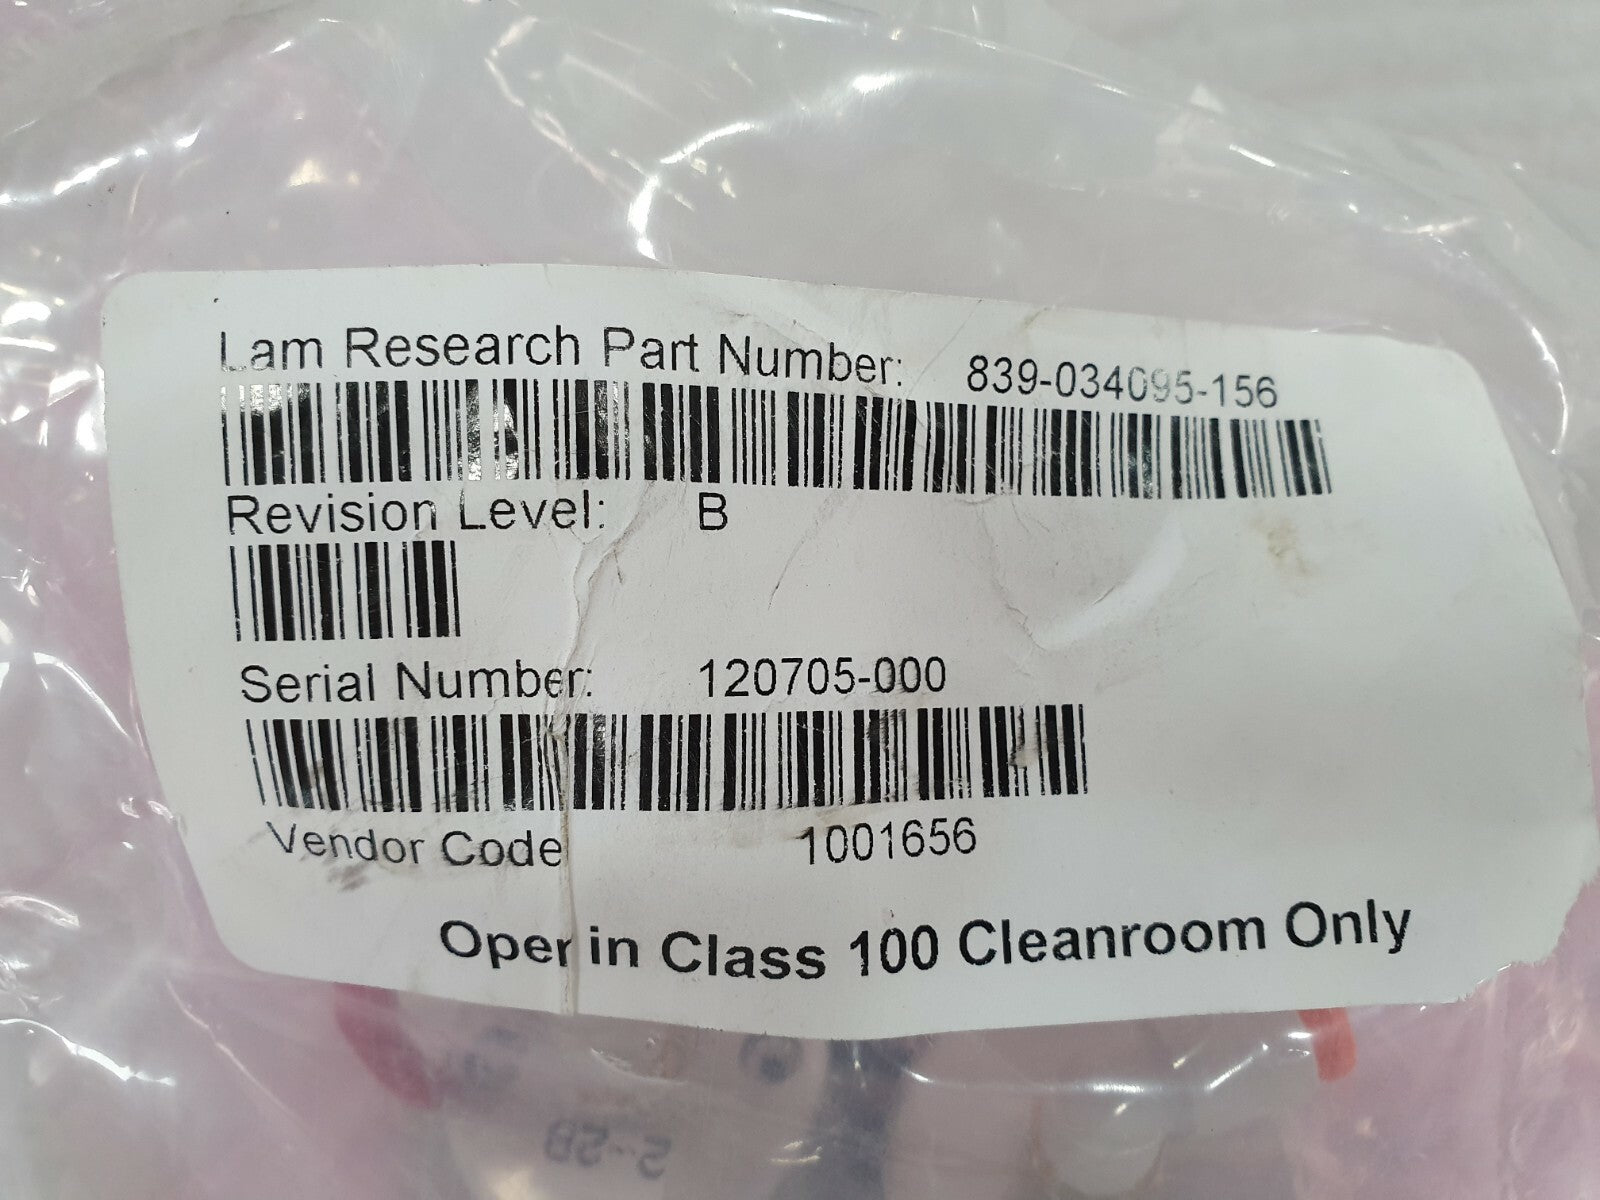 Lam Research Part Number: 839-034095-156
Revision Level: B
Serial Number: 120705-000
Vendor Code 1001656
Oper in Class 100 Cleanroom Only